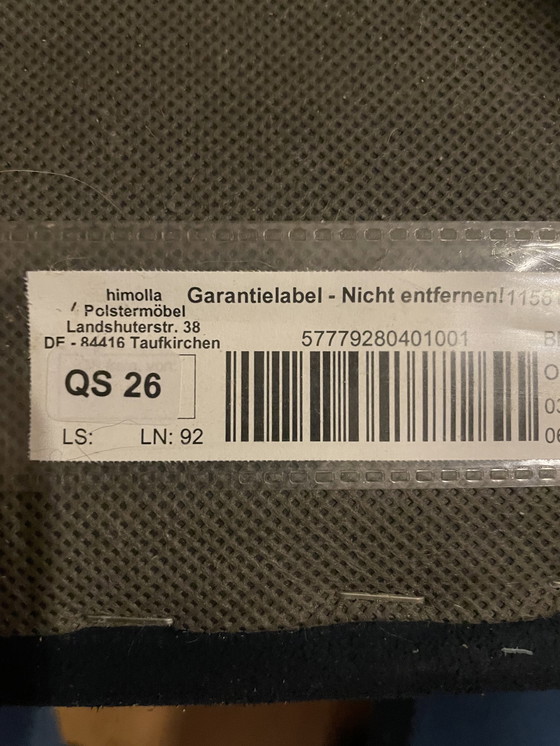 himolla
Polstermöbel
Landshuterstr. 38
DE - 84416 Taufkirchen
Garantielabel - Nicht entfernen!
57779280401001
QS 26
LS: LN: 92